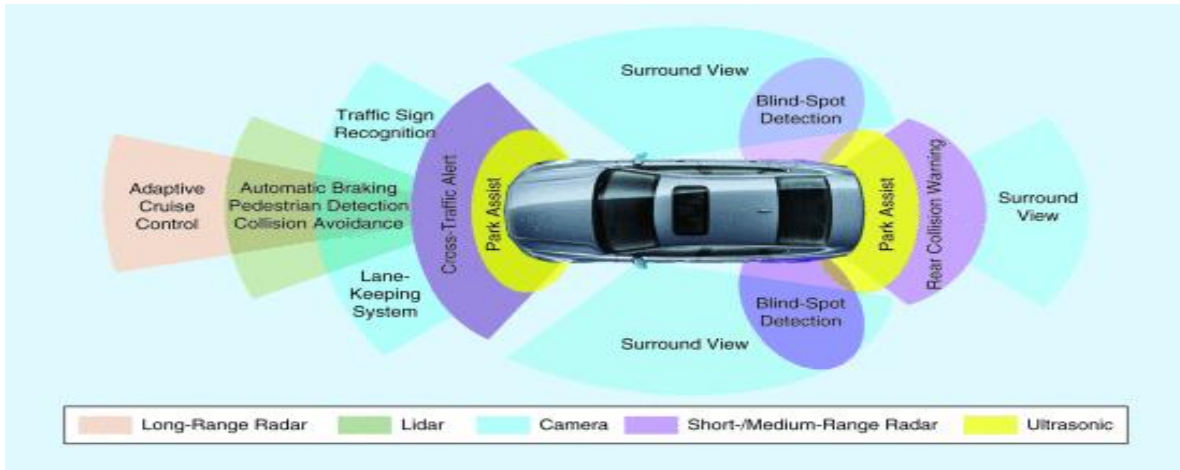 Surround View
Blind-Spot
Detection
Traffic Sign
Recognition
Cross-Traffic Alert
Park Assist
Adaptive
Cruise
Control
Automatic Braking
Pedestrian Detection
Collision Avoidance
Park Assist
Rear Collision Warning
Surround
View
Lane-
Keeping
System
Blind-Spot
Detection
Surround View
Long-Range Radar
Lidar
Camera
Short-/Medium-Range Radar
Ultrasonic